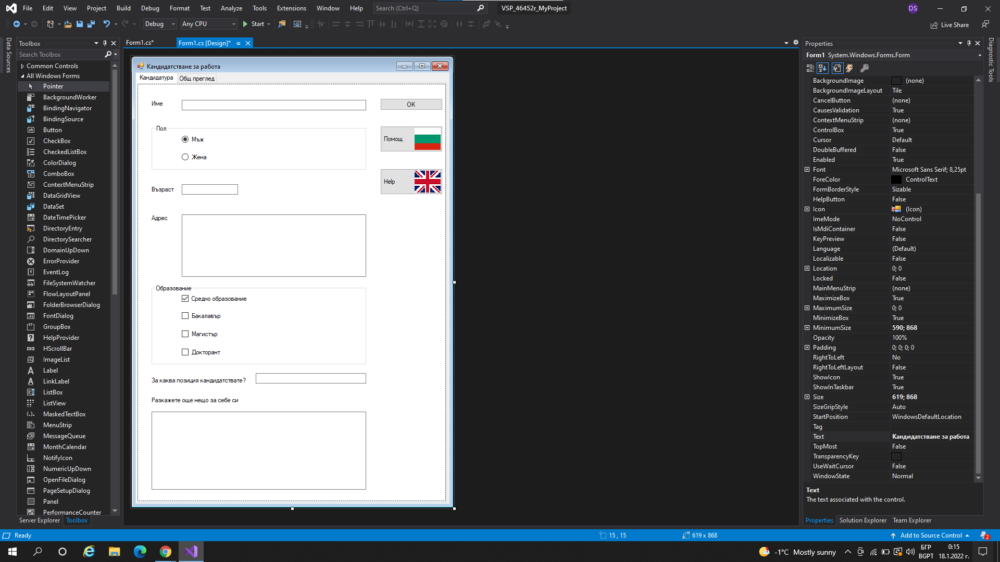 File Edit View Project Build Debug Format Test Analyze Tools Extensions Window Help Search (Ctrl+Q) VSP_46452r_MyProject DS
Debug Any CPU Start Live Share
Data Sources
Toolbox
Search Toolbox
Common Controls
All Windows Forms
Pointer
BackgroundWorker
BindingNavigator
BindingSource
Button
CheckBox
CheckedListBox
ColorDialog
ComboBox
ContextMenuStrip
DataGridView
DataSet
DateTimePicker
DirectoryEntry
DirectorySearcher
DomainUpDown
ErrorProvider
EventLog
FileSystemWatcher
FlowLayoutPanel
FolderBrowserDialog
FontDialog
GroupBox
HelpProvider
HScrollBar
ImageList
Label
LinkLabel
ListBox
ListView
MaskedTextBox
MenuStrip
MessageQueue
MonthCalendar
NotifyIcon
NumericUpDown
OpenFileDialog
PageSetupDialog
Panel
PerformanceCounter
Server Explorer Toolbox
Form1.cs* Form1.cs [Design]*
Кандидатстване за работа
Кандидатура Общ преглед
Име
OK
Пол
Мъж
Жена
Помощ
Help
Възраст
Адрес
Образование
Средно образование
Бакалавър
Магистър
Докторант
За каква позиция кандидатствате?
Разкажете още нещо за себе си
Properties
Form1 System.Windows.Forms.Form
BackgroundImage (none)
BackgroundImageLayout Tile
CancelButton (none)
CausesValidation True
ContextMenuStrip (none)
ControlBox True
Cursor Default
DoubleBuffered False
Enabled True
Font Microsoft Sans Serif; 8,25pt
ForeColor ControlText
FormBorderStyle Sizable
HelpButton False
Icon (Icon)
ImeMode NoControl
IsMdiContainer False
KeyPreview False
Language (Default)
Localizable False
Location 0; 0
Locked False
MainMenuStrip (none)
MaximizeBox True
MaximumSize 0; 0
MinimizeBox True
MinimumSize 590; 868
Opacity 100%
Padding 0; 0; 0; 0
RightToLeft No
RightToLeftLayout False
ShowIcon True
ShowInTaskbar True
Size 619; 868
SizeGripStyle Auto
StartPosition WindowsDefaultLocation
Tag
Text Кандидатстване за работа
TopMost False
TransparencyKey
UseWaitCursor False
WindowState Normal
Text
The text associated with the control.
Properties Solution Explorer Team Explorer
Diagnostic Tools
Ready 15 , 15 619 x 868 Add to Source Control 2
-1°C Mostly sunny БГР BGPT 0:15 18.1.2022 г.